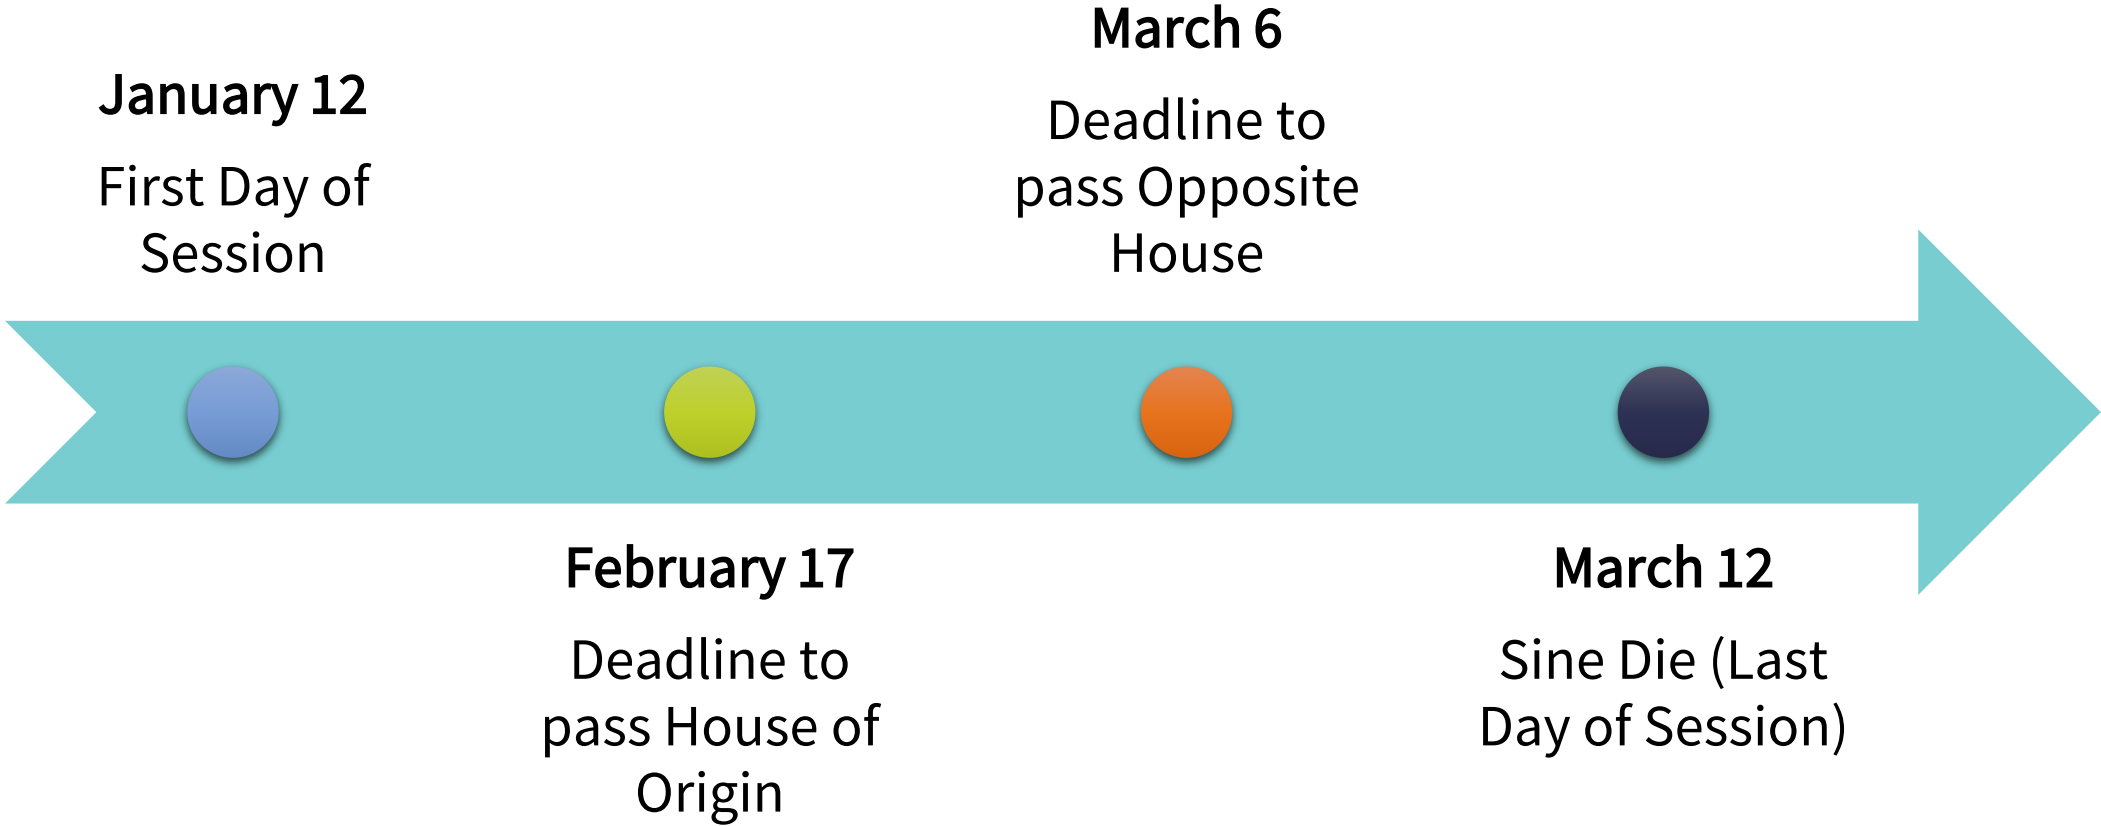 January 12
First Day of
Session
February 17
Deadline to
pass House of
Origin
March 6
Deadline to
pass Opposite
House
March 12
Sine Die (Last
Day of Session)